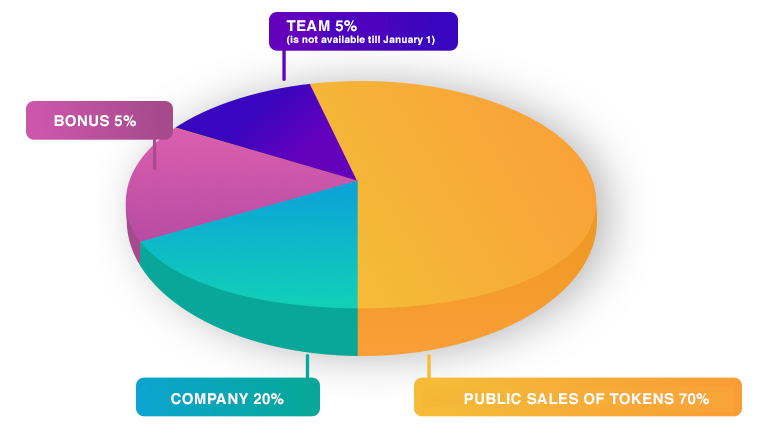 TEAM 5%
(is not available till January 1)
BONUS 5%
COMPANY 20%
PUBLIC SALES OF TOKENS 70%